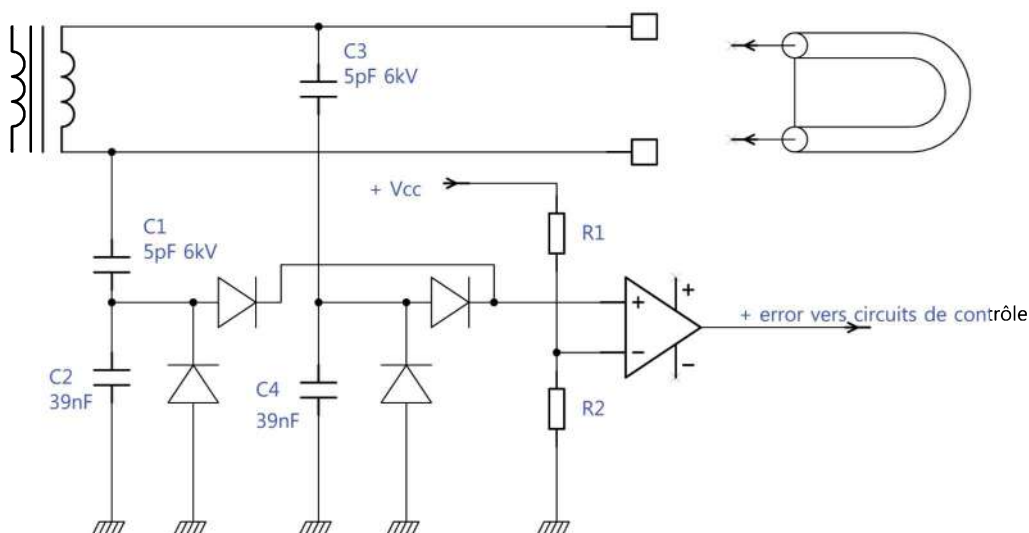 C3
5pF 6kV
+ Vcc
C1
5pF 6kV
R1
+
+
+ error vers circuits de contrôle
−
−
C2
39nF
C4
39nF
R2